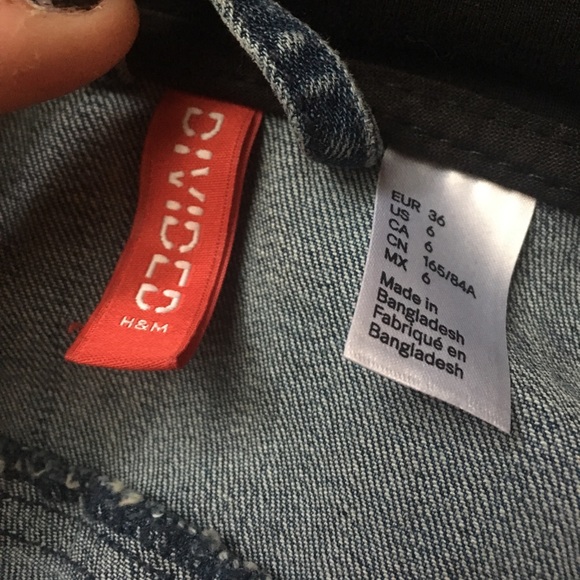 DIVIDED
H&M
EUR 36
US 6
CA 6
CN 165/84A
MX 6
Made in
Bangladesh
Fabriqué en
Bangladesh